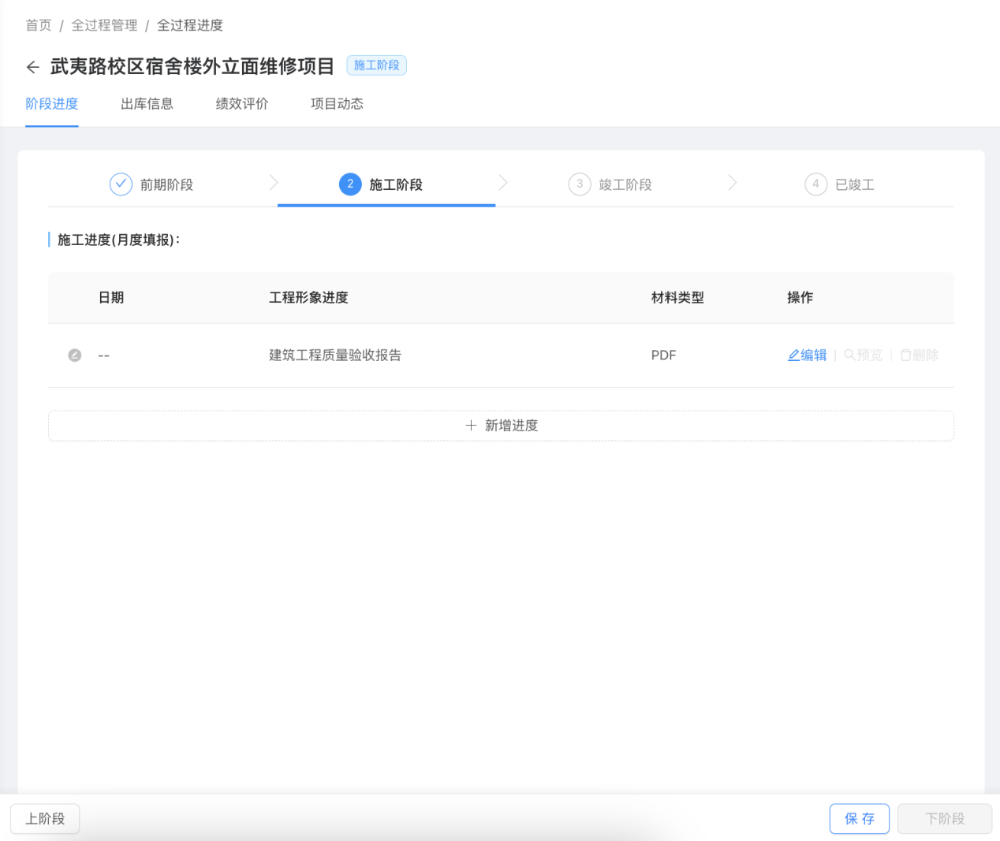 首页 / 全过程管理 / 全过程进度
武夷路校区宿舍楼外立面维修项目 施工阶段
阶段进度 出库信息 绩效评价 项目动态
前期阶段 2 施工阶段 3 竣工阶段 4 已竣工
施工进度(月度填报):
日期 工程形象进度 材料类型 操作
-- 建筑工程质量验收报告 PDF 编辑 | 预览 | 删除
+ 新增进度
上阶段 保 存 下阶段